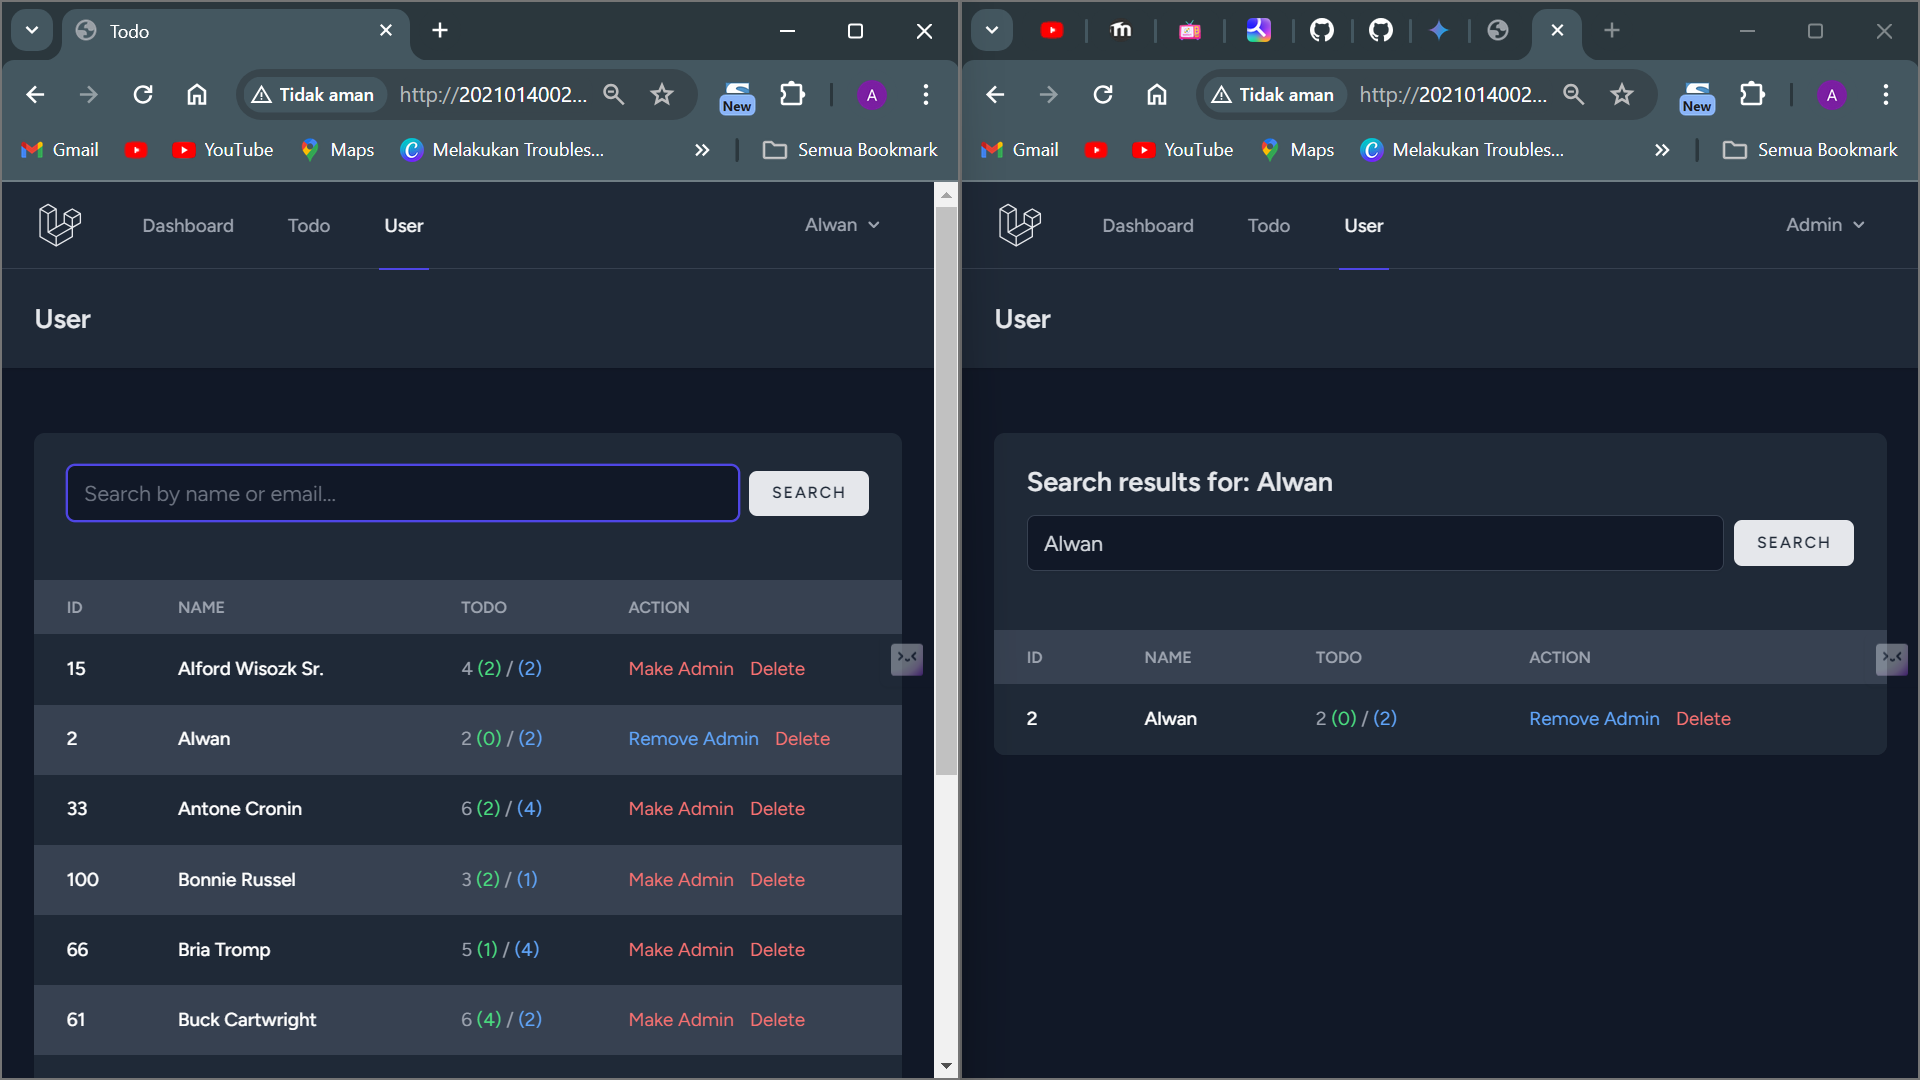 Todo
Tidak aman
http://2021014002...
New
A
Gmail
YouTube
Maps
Melakukan Troubles...
Semua Bookmark
Dashboard
Todo
User
Alwan
User
Search by name or email...
SEARCH
ID NAME TODO ACTION
15 Alford Wisozk Sr. 4 (2) / (2) Make Admin Delete
2 Alwan 2 (0) / (2) Remove Admin Delete
33 Antone Cronin 6 (2) / (4) Make Admin Delete
100 Bonnie Russel 3 (2) / (1) Make Admin Delete
66 Bria Tromp 5 (1) / (4) Make Admin Delete
61 Buck Cartwright 6 (4) / (2) Make Admin Delete
m
Tidak aman
http://2021014002...
New
A
Gmail
YouTube
Maps
Melakukan Troubles...
Semua Bookmark
Dashboard
Todo
User
Admin
User
Search results for: Alwan
Alwan
SEARCH
ID NAME TODO ACTION
2 Alwan 2 (0) / (2) Remove Admin Delete